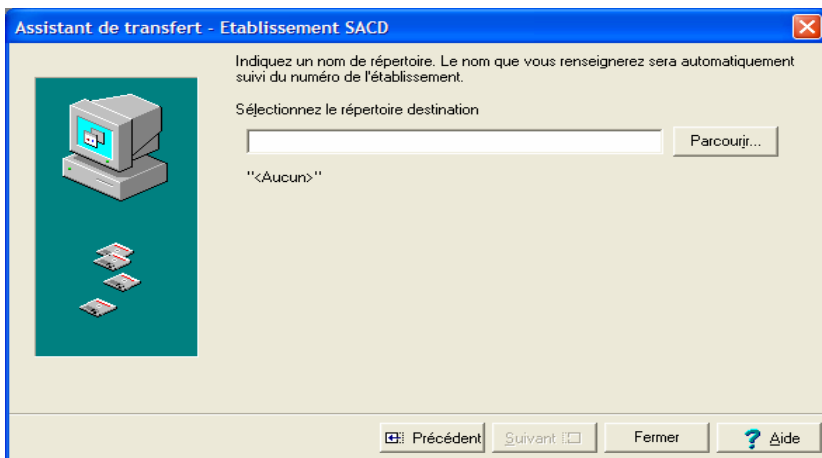 Assistant de transfert - Etablissement SACD
Indiquez un nom de répertoire. Le nom que vous renseignerez sera automatiquement
suivi du numéro de l'établissement.
Sélectionnez le répertoire destination
Parcourir...
"<Aucun>"
Précédent
Suivant
Fermer
? Aide